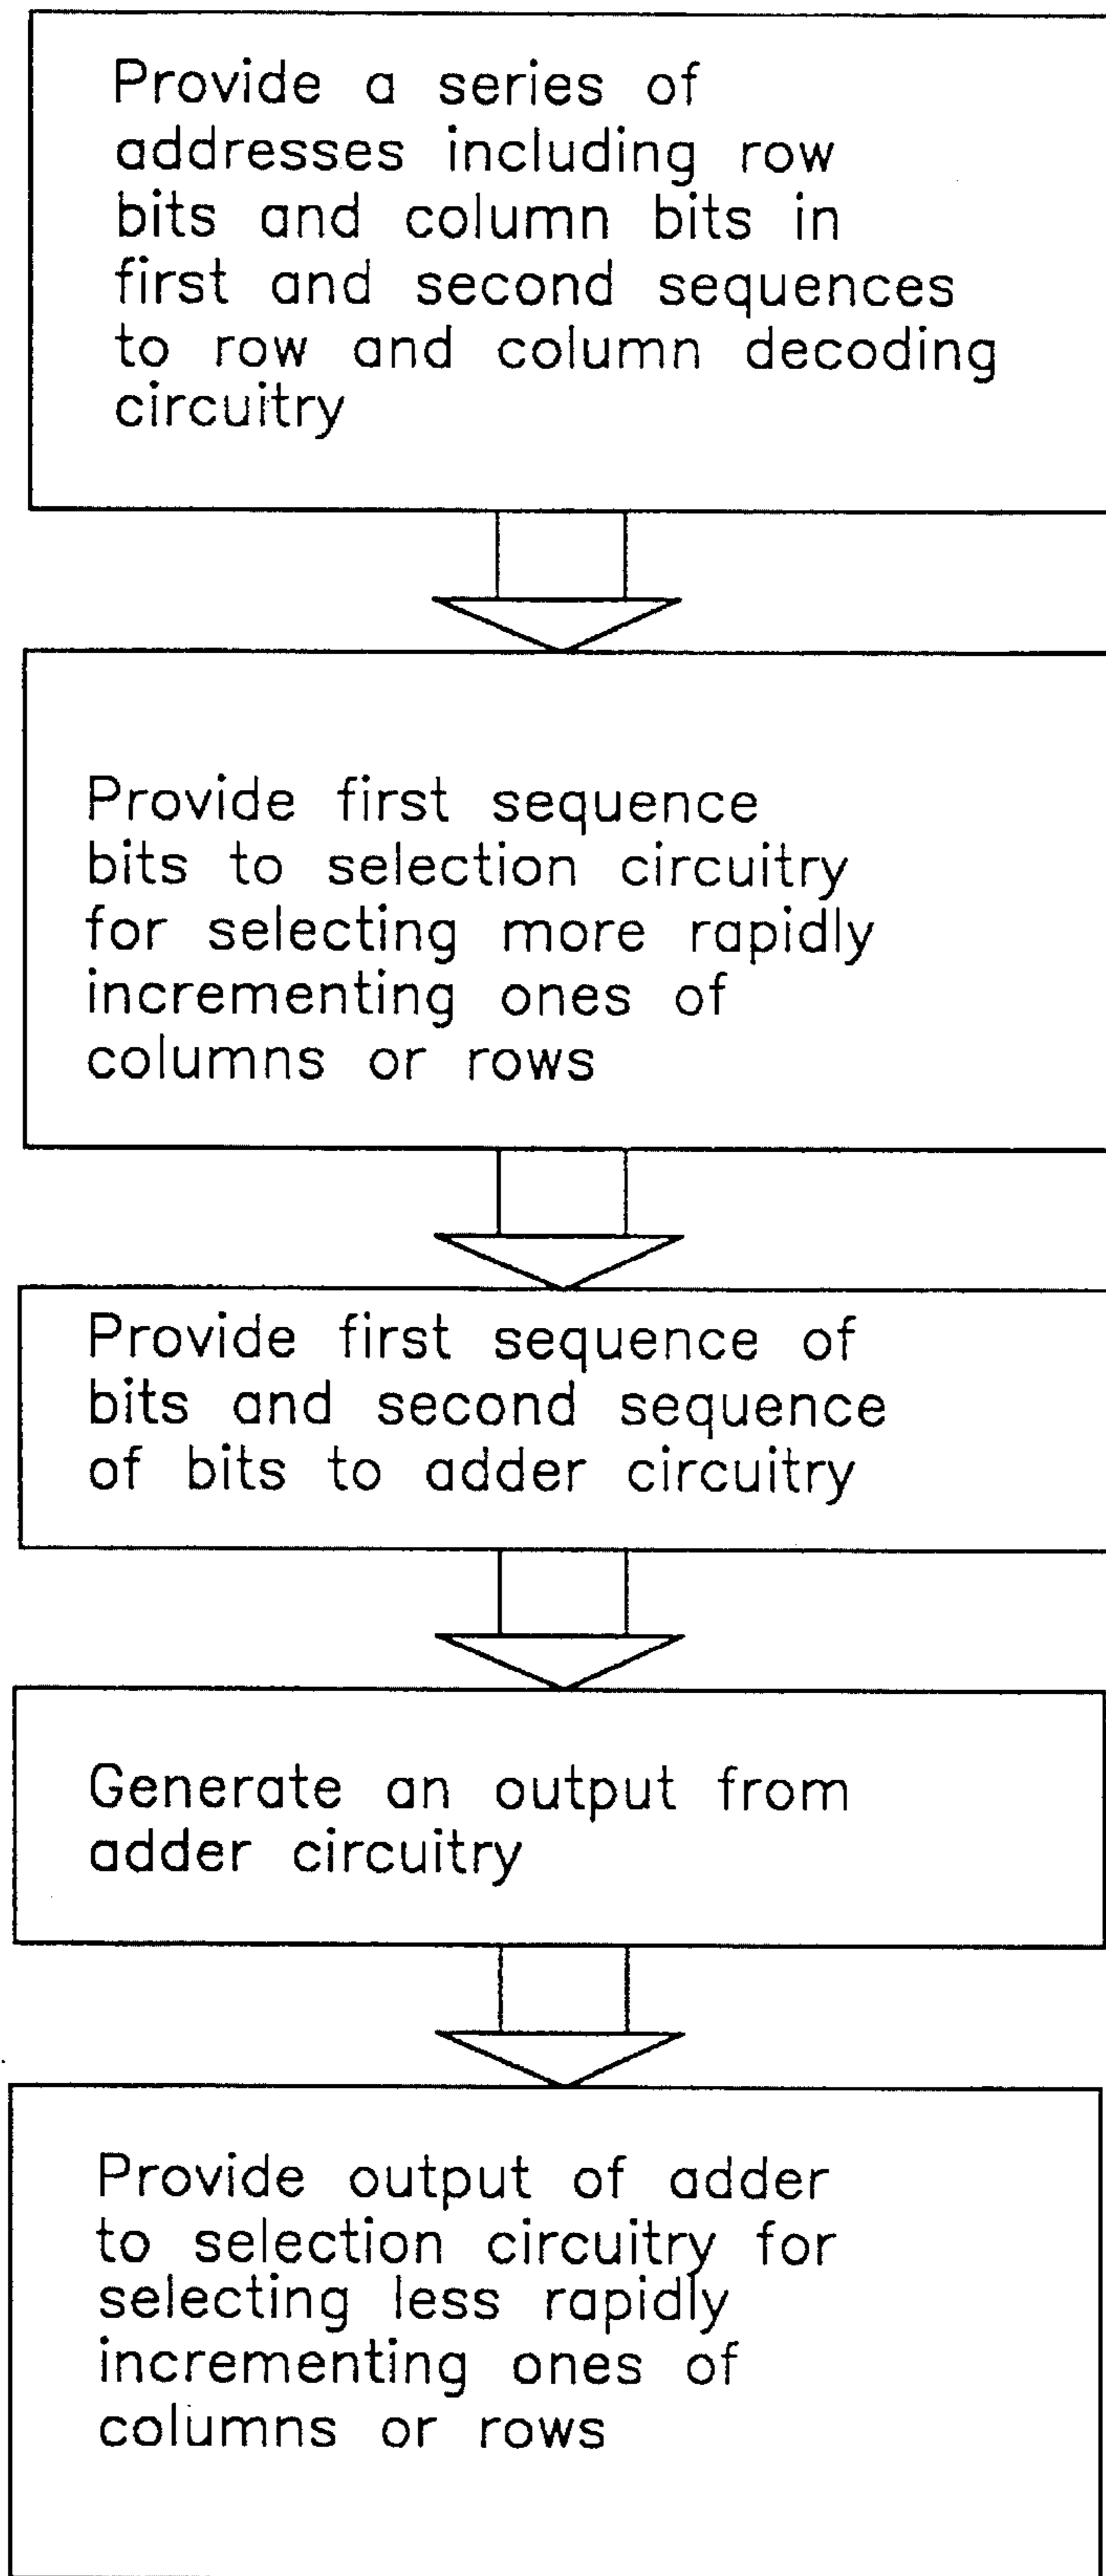 Provide a series of
addresses including row
bits and column bits in
first and second sequences
to row and column decoding
circuitry
Provide first sequence
bits to selection circuitry
for selecting more rapidly
incrementing ones of
columns or rows
Provide first sequence of
bits and second sequence
of bits to adder circuitry
Generate an output from
adder circuitry
Provide output of adder
to selection circuitry for
selecting less rapidly
incrementing ones of
columns or rows